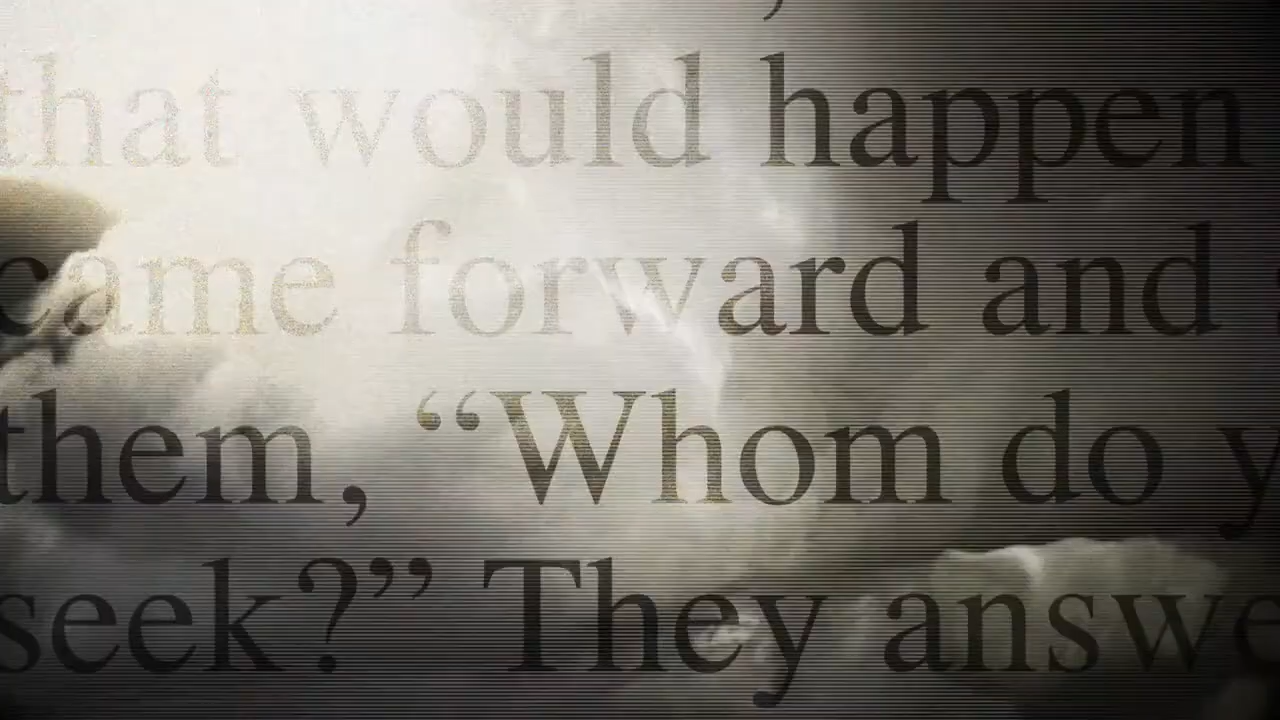 that would happen
came forward and
them, “Whom do y
seek?” They answe